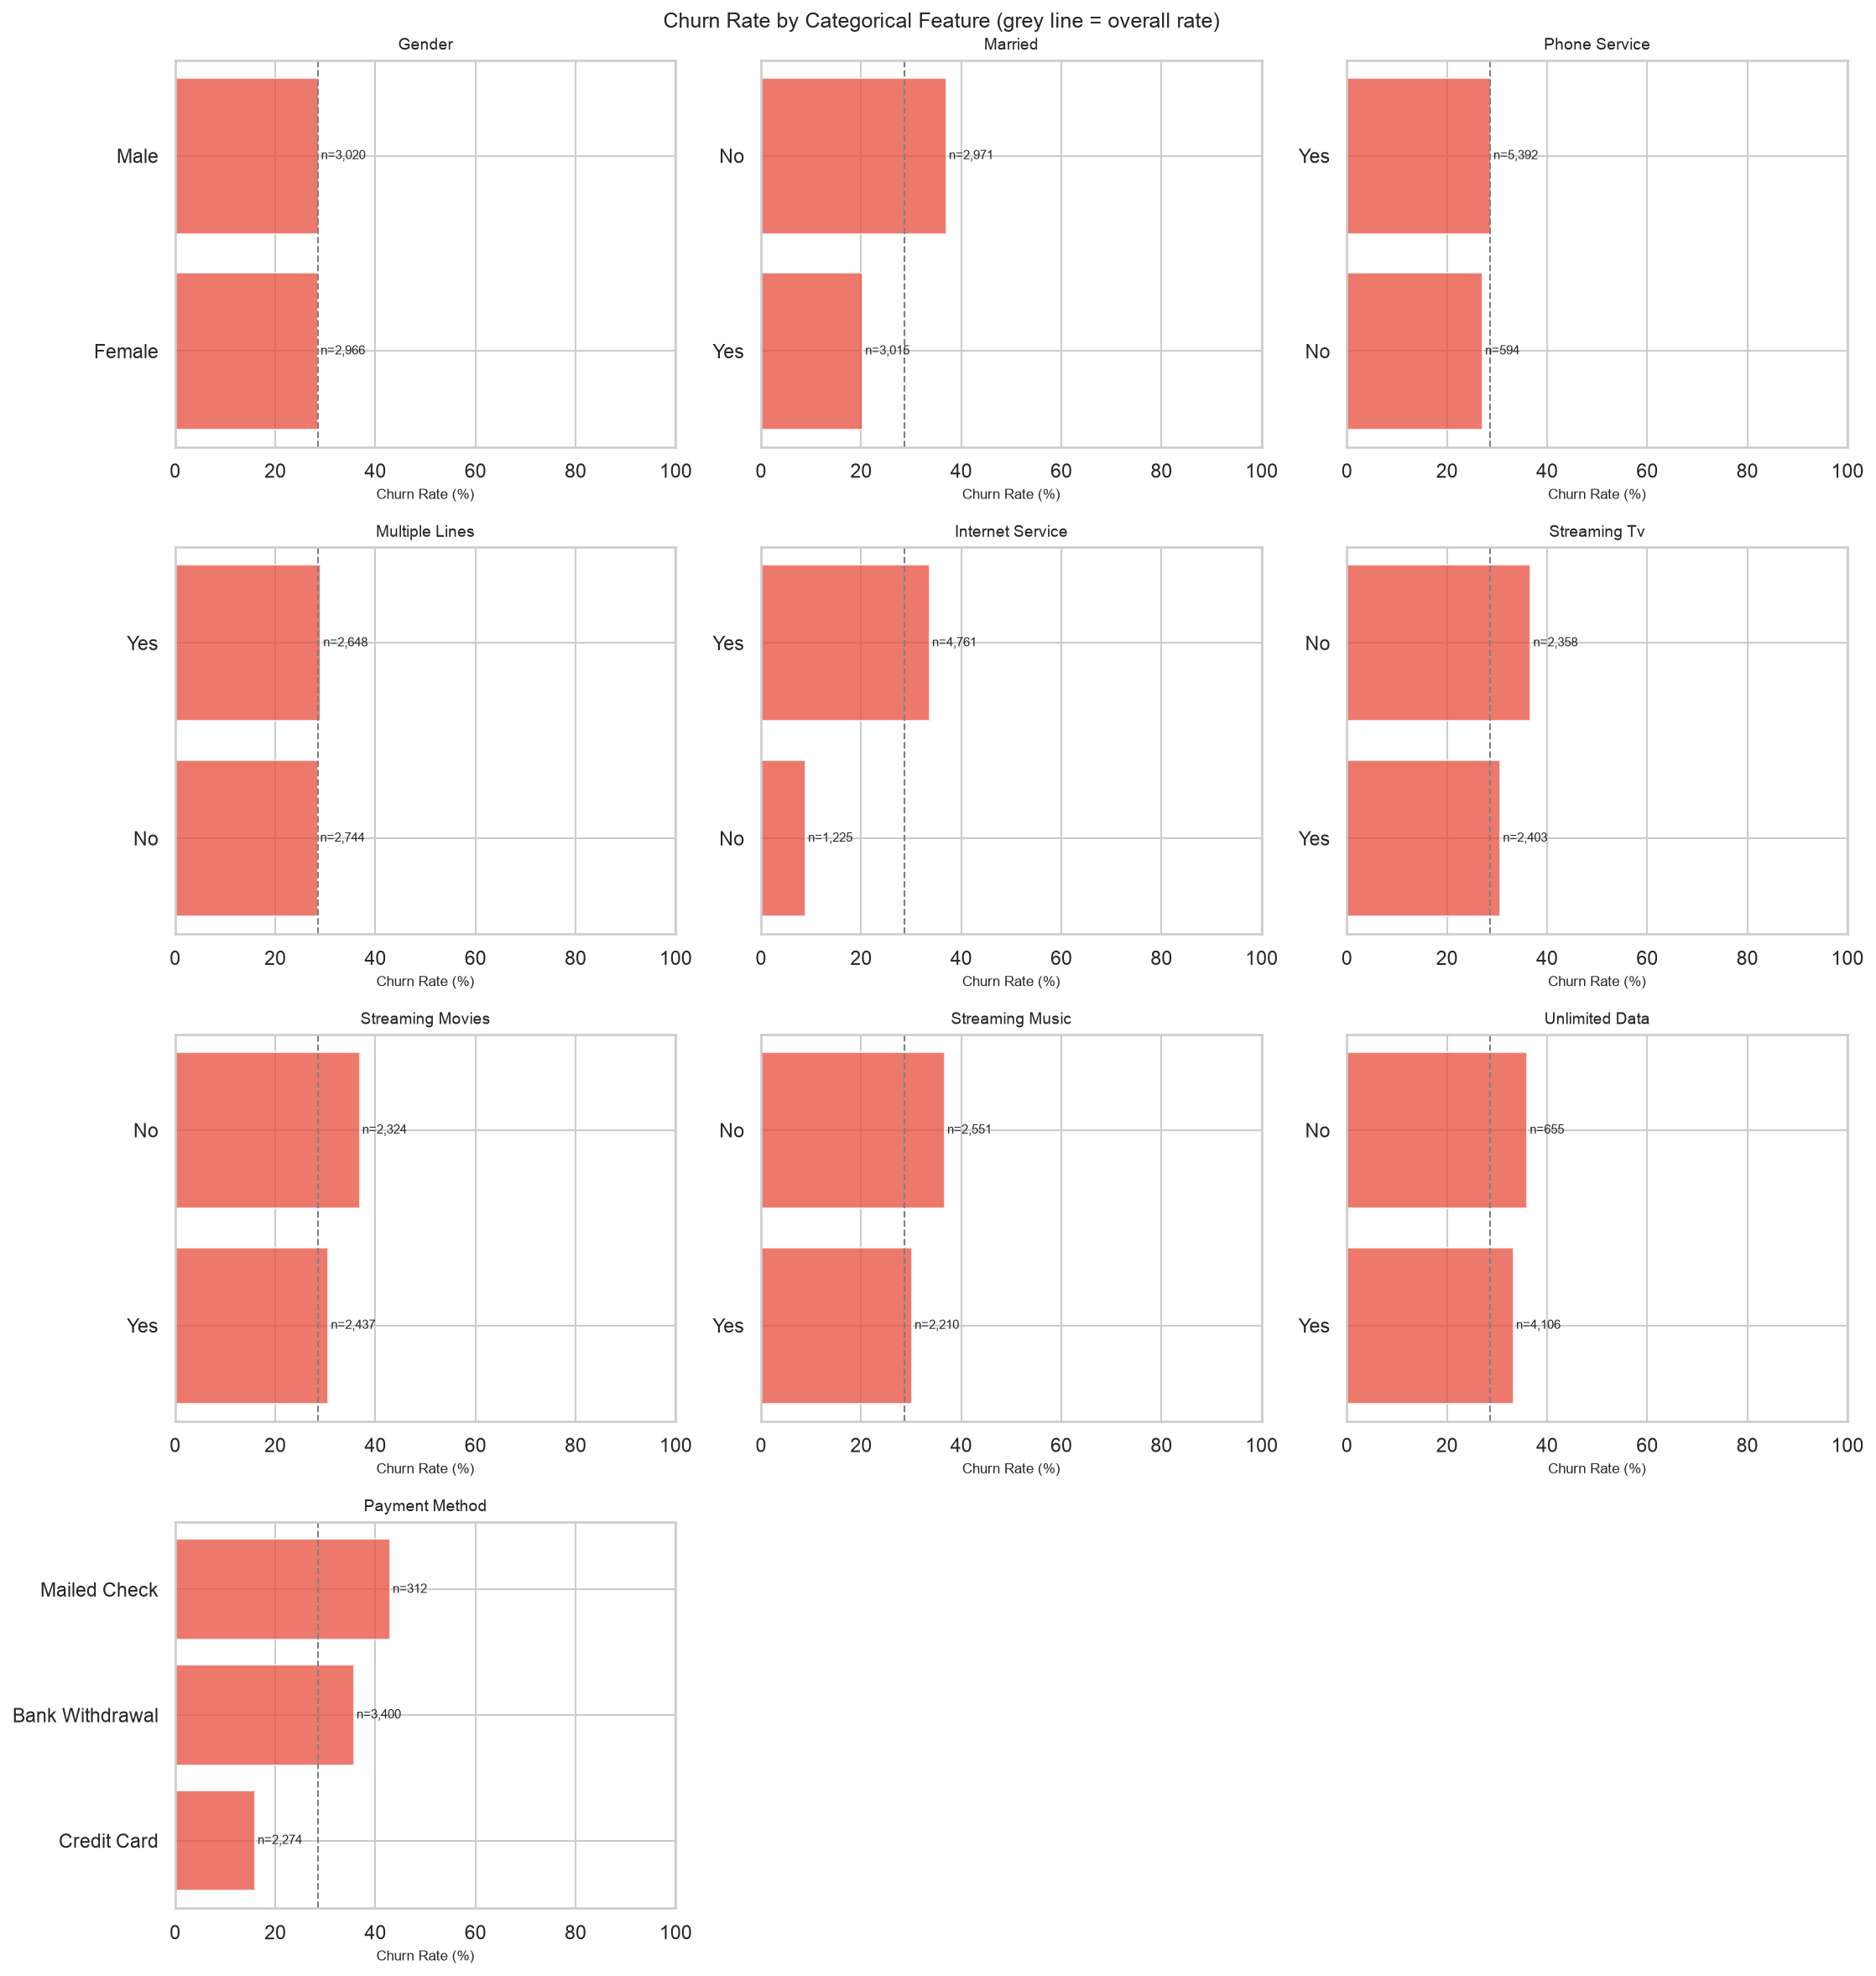 Churn Rate by Categorical Feature (grey line = overall rate)
Gender
Male
n=3,020
Female
n=2,966
0 20 40 60 80 100
Churn Rate (%)
Married
No
n=2,971
Yes
n=3,015
0 20 40 60 80 100
Churn Rate (%)
Phone Service
Yes
n=5,392
No
n=594
0 20 40 60 80 100
Churn Rate (%)
Multiple Lines
Yes
n=2,648
No
n=2,744
0 20 40 60 80 100
Churn Rate (%)
Internet Service
Yes
n=4,761
No
n=1,225
0 20 40 60 80 100
Churn Rate (%)
Streaming Tv
No
n=2,358
Yes
n=2,403
0 20 40 60 80 100
Churn Rate (%)
Streaming Movies
No
n=2,324
Yes
n=2,437
0 20 40 60 80 100
Churn Rate (%)
Streaming Music
No
n=2,551
Yes
n=2,210
0 20 40 60 80 100
Churn Rate (%)
Unlimited Data
No
n=655
Yes
n=4,106
0 20 40 60 80 100
Churn Rate (%)
Payment Method
Mailed Check
n=312
Bank Withdrawal
n=3,400
Credit Card
n=2,274
0 20 40 60 80 100
Churn Rate (%)